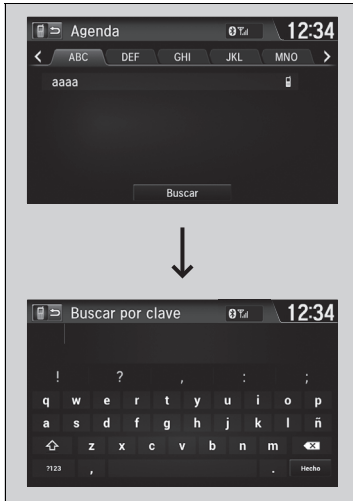 Agenda 12:34
ABC DEF GHI JKL MNO
aaaa
Buscar
Buscar por clave 12:34
! ? , : ;
q w e r t y u i o p
a s d f g h j k l ñ
z x c v b n m
?123 , . Hecho